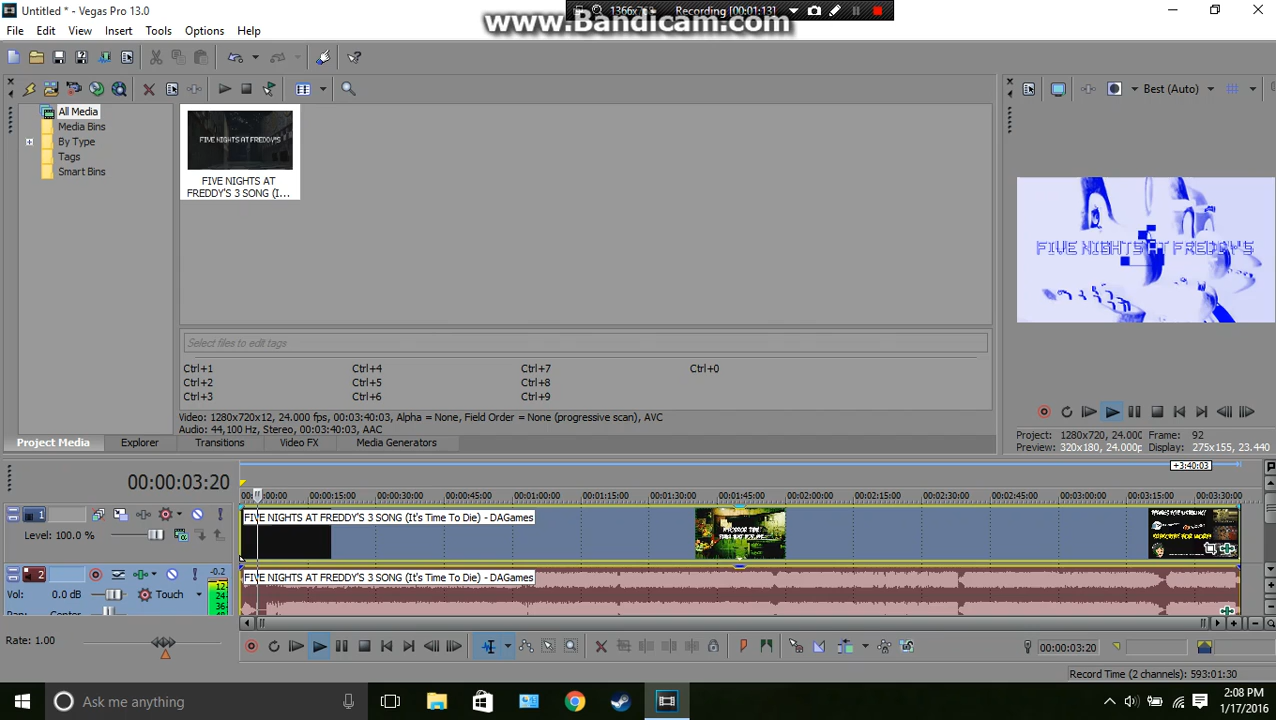 Untitled * - Vegas Pro 13.0
Recording [00:01:13]
www.Bandicam.com
File Edit View Insert Tools Options Help
All Media
Media Bins
By Type
Tags
Smart Bins
FIVE NIGHTS AT FREDDY'S
FIVE NIGHTS AT
FREDDY'S 3 SONG (I...
Best (Auto)
FIVE NIGHTS AT FREDDY'S
Select files to edit tags
Ctrl+1 Ctrl+4 Ctrl+7 Ctrl+0
Ctrl+2 Ctrl+5 Ctrl+8
Ctrl+3 Ctrl+6 Ctrl+9
Video: 1280x720x12, 24.000 fps, 00:03:40:03, Alpha = None, Field Order = None (progressive scan), AVC
Audio: 44,100 Hz, Stereo, 00:03:40:03, AAC
Project Media Explorer Transitions Video FX Media Generators
Project: 1280x720, 24.000 Frame: 92
Preview: 320x180, 24.000p Display: 275x155, 23.440
+3:40:03
00:00:03:20
00:00:15:00 00:00:30:00 00:00:45:00 00:01:00:00 00:01:15:00 00:01:30:00 00:01:45:00 00:02:00:00 00:02:15:00 00:02:30:00 00:02:45:00 00:03:00:00 00:03:15:00 00:03:30:00
1
FIVE NIGHTS AT FREDDY'S 3 SONG (It's Time To Die) - DAGames
Level: 100.0 %
2
FIVE NIGHTS AT FREDDY'S 3 SONG (It's Time To Die) - DAGames
-0.2
12
24
36
Vol: 0.0 dB Touch
Pan: Center
Rate: 1.00
00:00:03:20
Record Time (2 channels): 593:01:30
Ask me anything
2:08 PM
1/17/2016